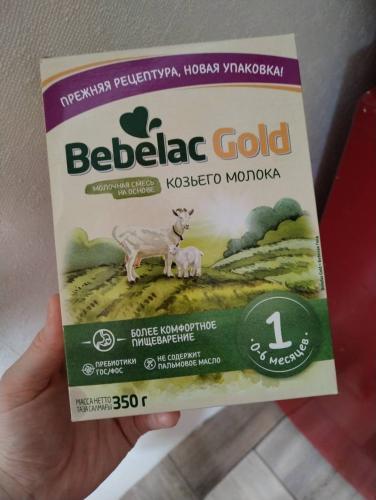 ПРЕЖНЯЯ РЕЦЕПТУРА, НОВАЯ УПАКОВКА!
Bebelac Gold
МОЛОЧНАЯ СМЕСЬ
НА ОСНОВЕ
КОЗЬЕГО МОЛОКА
БОЛЕЕ КОМФОРТНОЕ
ПИЩЕВАРЕНИЕ
ПРЕБИОТИКИ
ГОС/ФОС
НЕ СОДЕРЖИТ
ПАЛЬМОВОЕ МАСЛО
1
0-6 месяцев
МАССА НЕТТО
ТАЗА САЛМАҒЫ
350 г